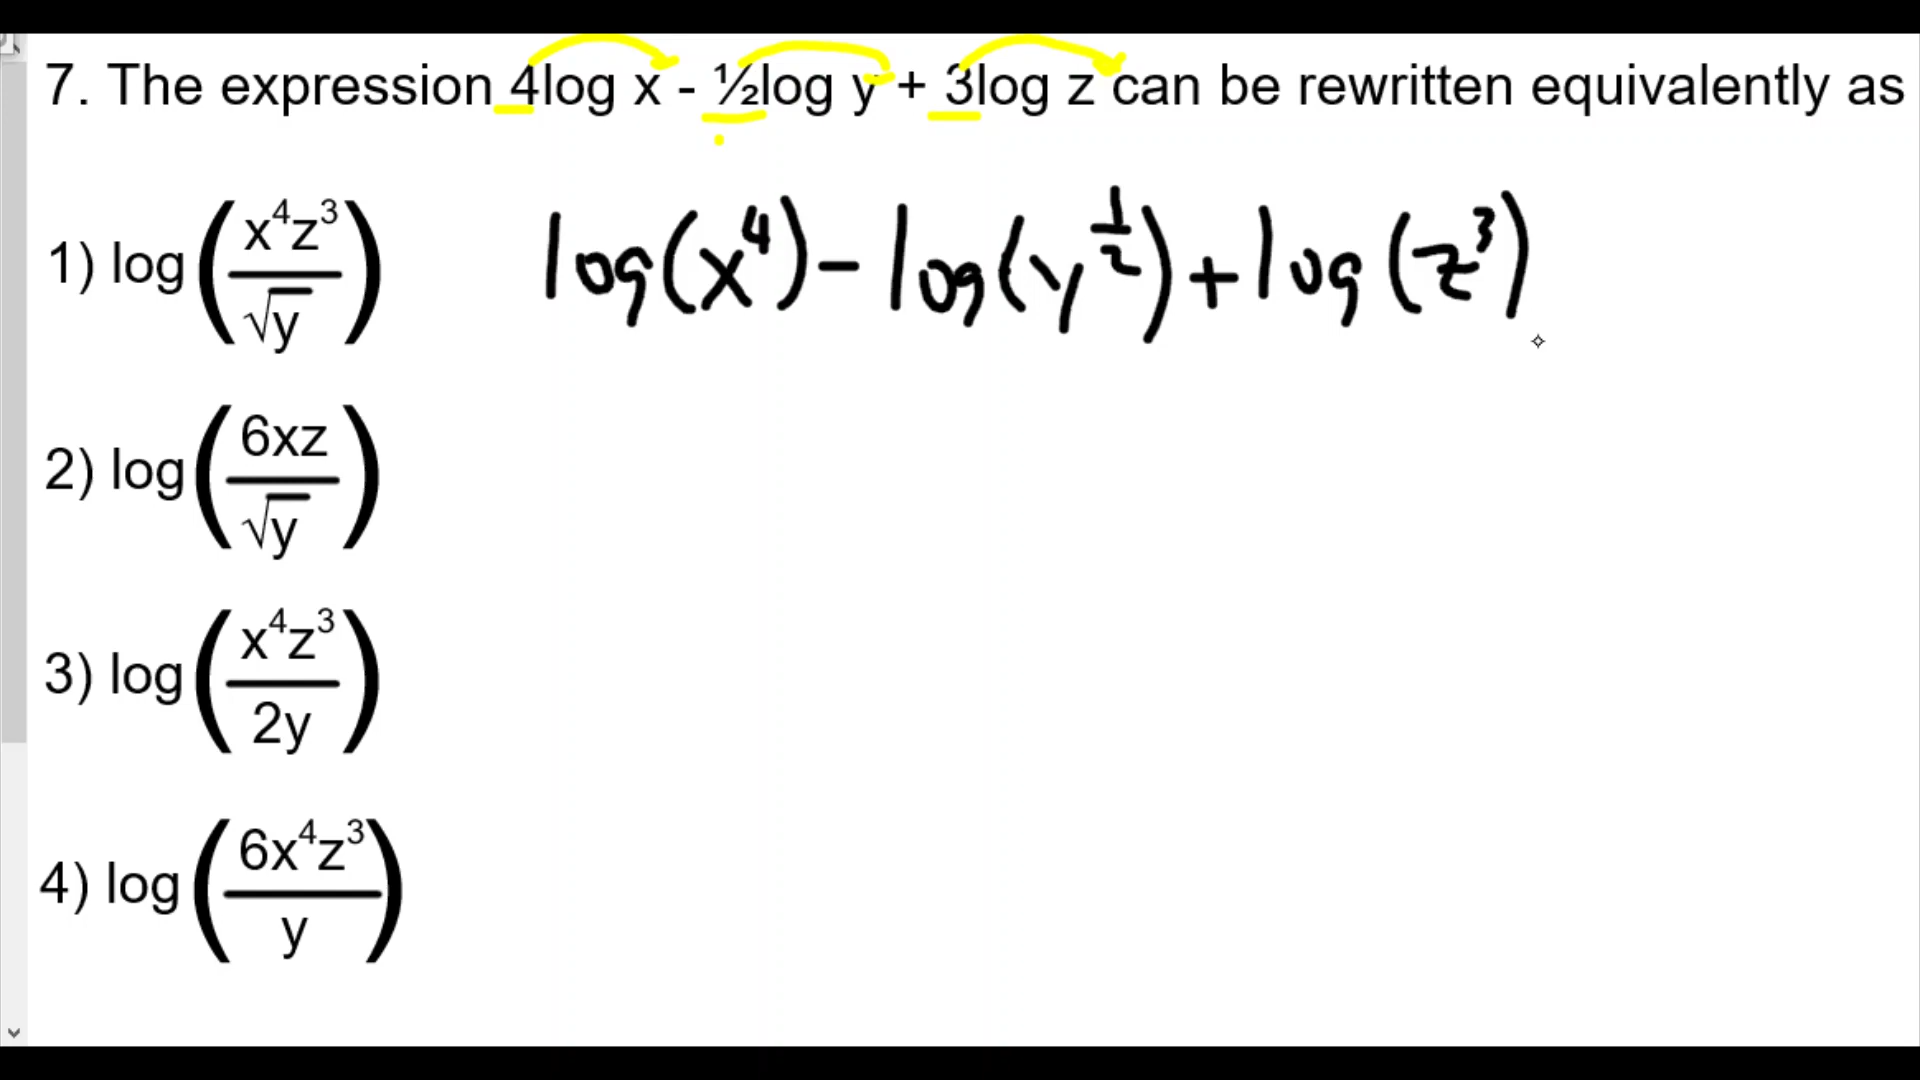 7. The expression 4log x - ½log y + 3log z can be rewritten equivalently as
log(x⁴) - log(y^½) + log(z³)
1) log(x⁴z³/√y)
2) log(6xz/√y)
3) log(x⁴z³/2y)
4) log(6x⁴z³/y)